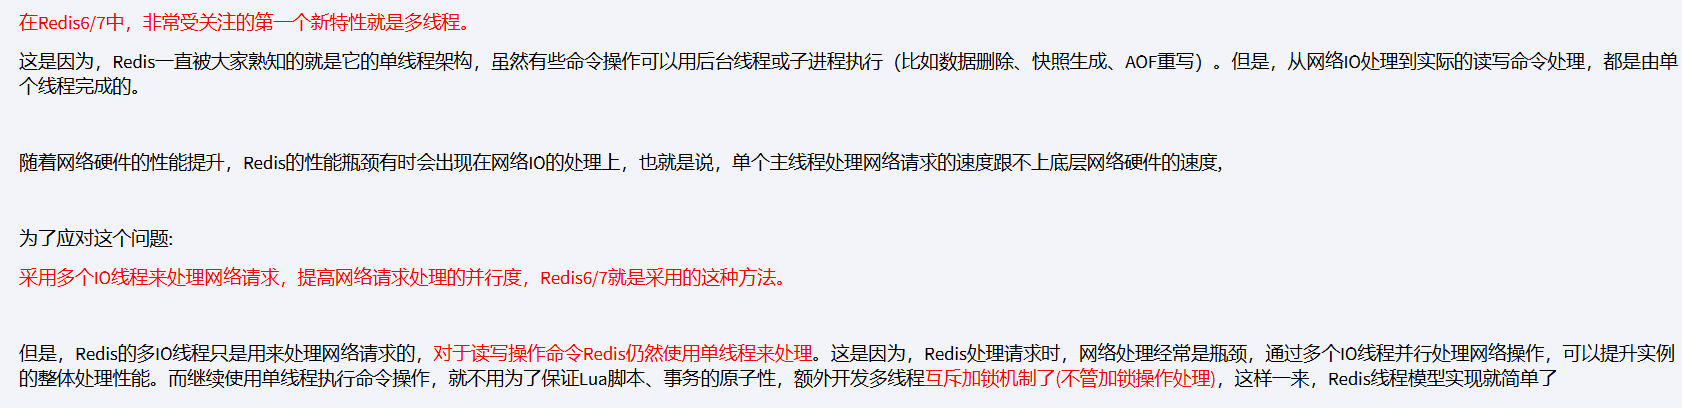 在Redis6/7中，非常受关注的第一个新特性就是多线程。
这是因为，Redis一直被大家熟知的就是它的单线程架构，虽然有些命令操作可以用后台线程或子进程执行（比如数据删除、快照生成、AOF重写）。但是，从网络IO处理到实际的读写命令处理，都是由单
个线程完成的。
随着网络硬件的性能提升，Redis的性能瓶颈有时会出现在网络IO的处理上，也就是说，单个主线程处理网络请求的速度跟不上底层网络硬件的速度,
为了应对这个问题:
采用多个IO线程来处理网络请求，提高网络请求处理的并行度，Redis6/7就是采用的这种方法。
但是，Redis的多IO线程只是用来处理网络请求的，对于读写操作命令Redis仍然使用单线程来处理。这是因为，Redis处理请求时，网络处理经常是瓶颈，通过多个IO线程并行处理网络操作，可以提升实例
的整体处理性能。而继续使用单线程执行命令操作，就不用为了保证Lua脚本、事务的原子性，额外开发多线程互斥加锁机制了(不管加锁操作处理)，这样一来，Redis线程模型实现就简单了